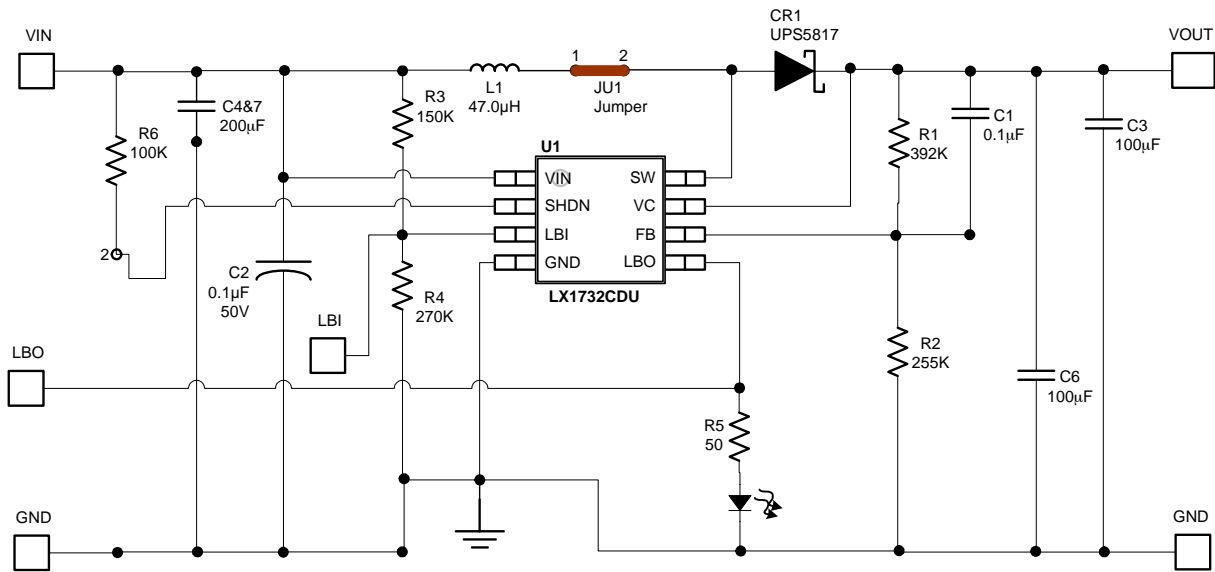 CR1
UPS5817
VIN
VOUT
1 2
L1
47.0µH
JU1
Jumper
C4&7
200µF
R3
150K
R6
100K
R1
392K
C1
0.1µF
C3
100µF
U1
VIN
SW
SHDN
VC
LBI
FB
GND
LBO
LX1732CDU
2
C2
0.1µF
50V
R4
270K
LBI
LBO
R2
255K
C6
100µF
R5
50
GND
GND